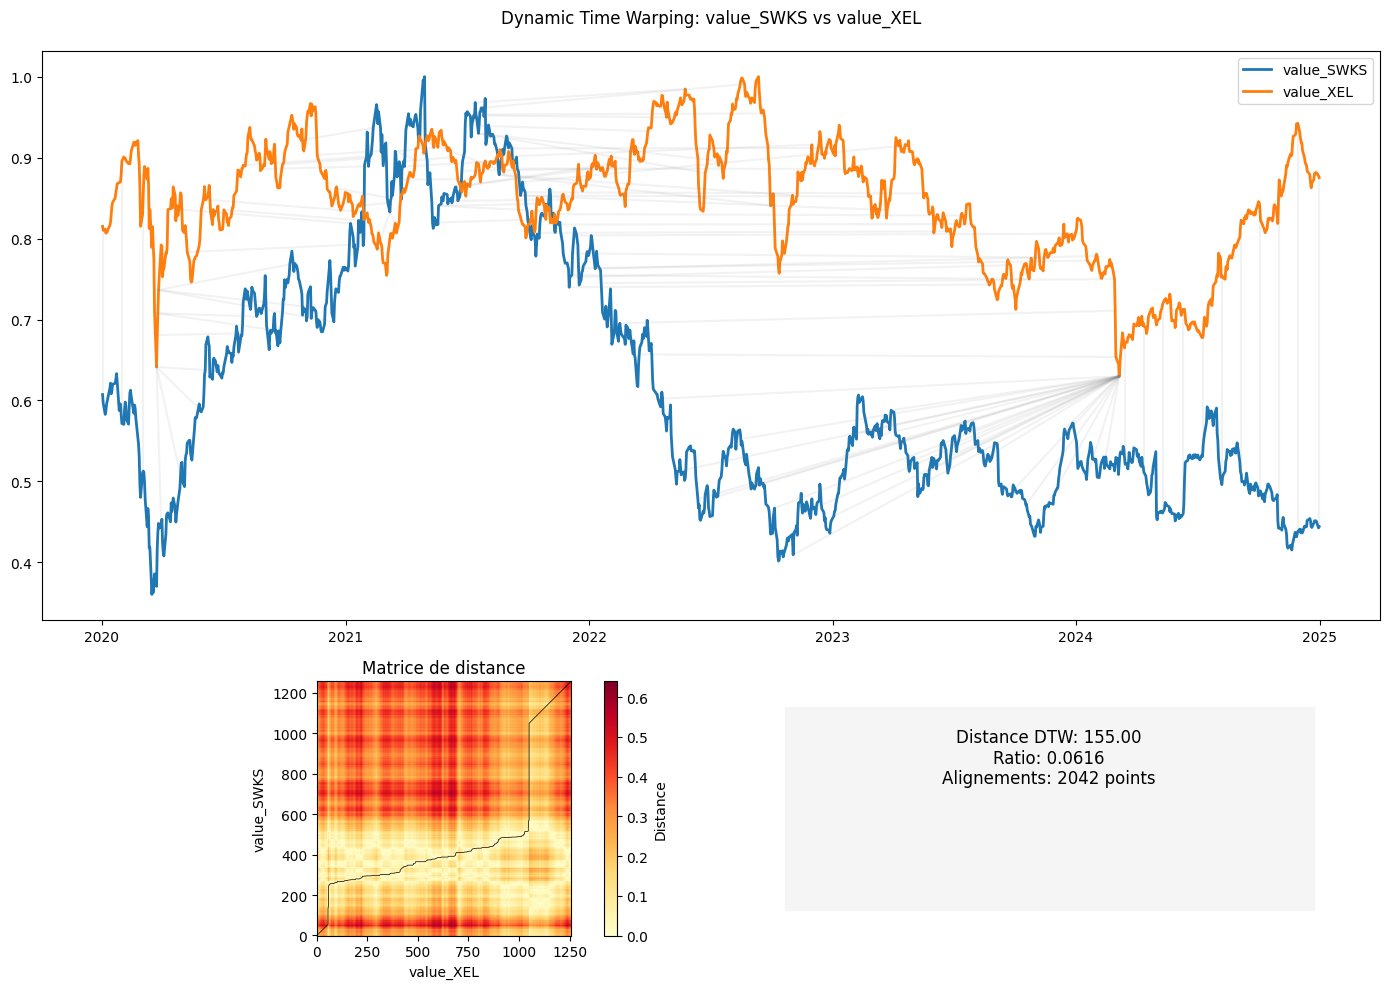 Dynamic Time Warping: value_SWKS vs value_XEL
value_SWKS
value_XEL
1.0
0.9
0.8
0.7
0.6
0.5
0.4
2020 2021 2022 2023 2024 2025
Matrice de distance
value_SWKS
1200
1000
800
600
400
200
0
0 250 500 750 1000 1250
value_XEL
0.6
0.5
0.4
0.3
0.2
0.1
0.0
Distance
Distance DTW: 155.00
Ratio: 0.0616
Alignements: 2042 points